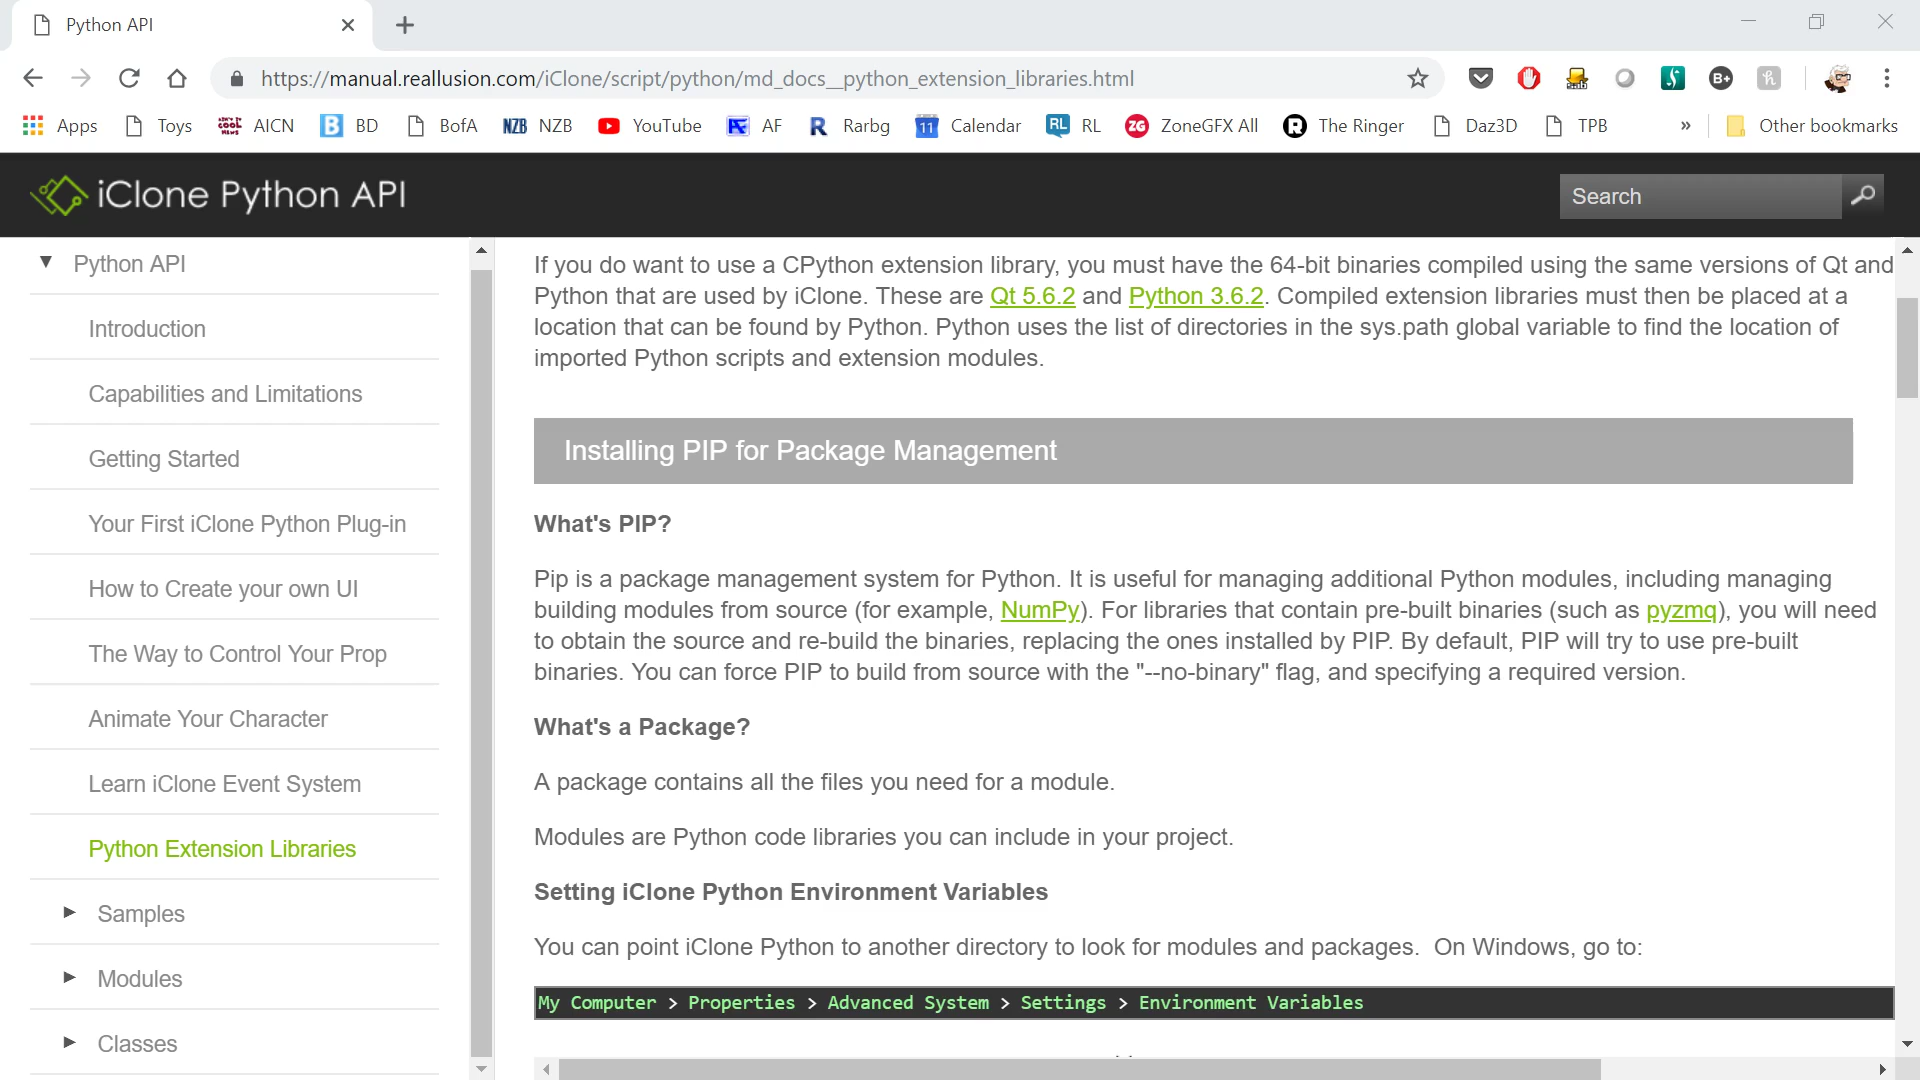 Python API
https://manual.reallusion.com/iClone/script/python/md_docs__python_extension_libraries.html
Apps
Toys
AICN
BD
BofA
NZB NZB
YouTube
AF
Rarbg
11 Calendar
RL RL
ZG ZoneGFX All
The Ringer
Daz3D
TPB
»
Other bookmarks
iClone Python API
Search
Python API
Introduction
Capabilities and Limitations
Getting Started
Your First iClone Python Plug-in
How to Create your own UI
The Way to Control Your Prop
Animate Your Character
Learn iClone Event System
Python Extension Libraries
Samples
Modules
Classes
If you do want to use a CPython extension library, you must have the 64-bit binaries compiled using the same versions of Qt and
Python that are used by iClone. These are Qt 5.6.2 and Python 3.6.2. Compiled extension libraries must then be placed at a
location that can be found by Python. Python uses the list of directories in the sys.path global variable to find the location of
imported Python scripts and extension modules.
Installing PIP for Package Management
What's PIP?
Pip is a package management system for Python. It is useful for managing additional Python modules, including managing
building modules from source (for example, NumPy). For libraries that contain pre-built binaries (such as pyzmq), you will need
to obtain the source and re-build the binaries, replacing the ones installed by PIP. By default, PIP will try to use pre-built
binaries. You can force PIP to build from source with the "--no-binary" flag, and specifying a required version.
What's a Package?
A package contains all the files you need for a module.
Modules are Python code libraries you can include in your project.
Setting iClone Python Environment Variables
You can point iClone Python to another directory to look for modules and packages. On Windows, go to:
My Computer > Properties > Advanced System > Settings > Environment Variables